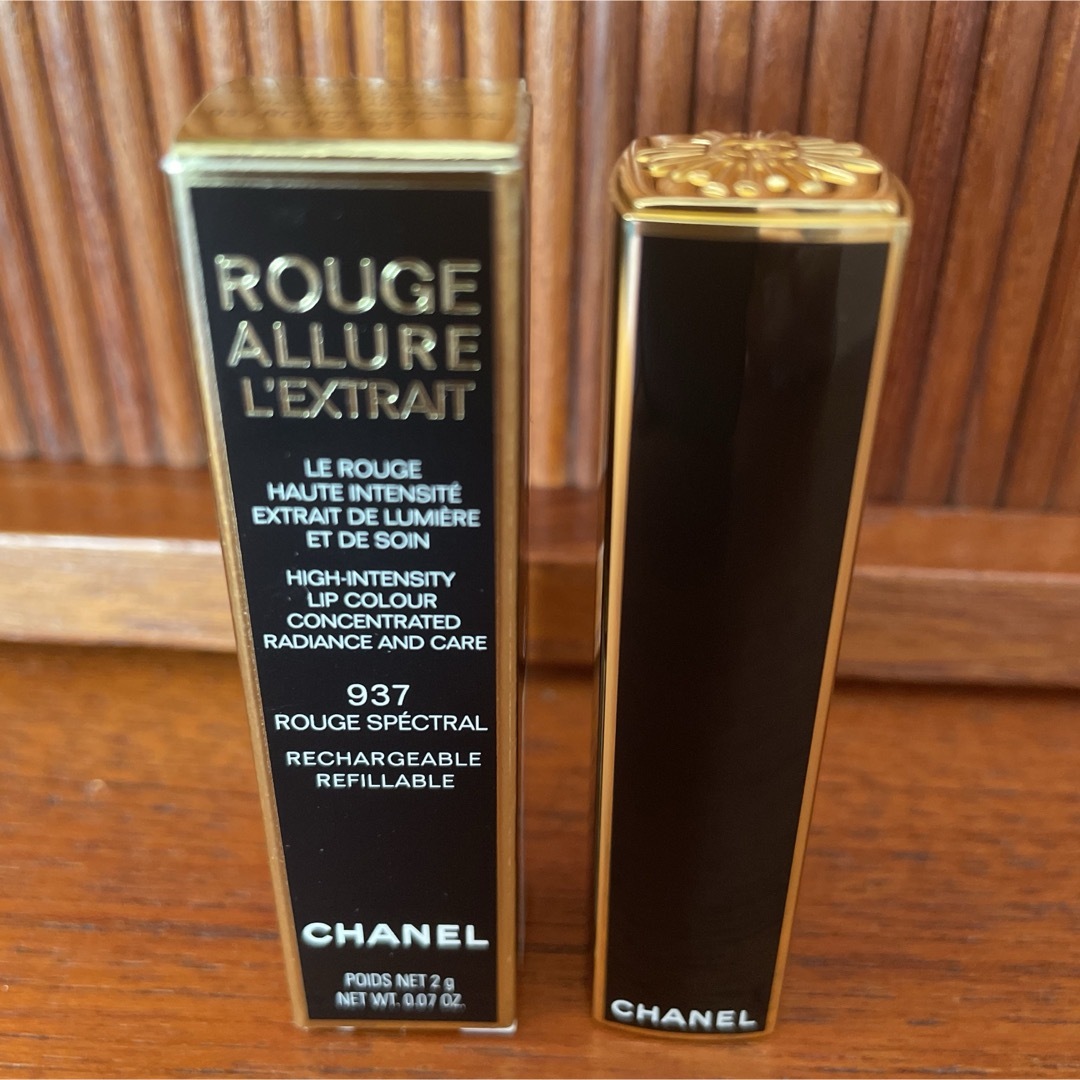 ROUGE
ALLURE
L'EXTRAIT
LE ROUGE
HAUTE INTENSITÉ
EXTRAIT DE LUMIÈRE
ET DE SOIN
HIGH-INTENSITY
LIP COLOUR
CONCENTRATED
RADIANCE AND CARE
937
ROUGE SPÉCTRAL
RECHARGEABLE
REFILLABLE
CHANEL
POIDS NET 2 g
NET WT. 0.07 OZ.
CHANEL